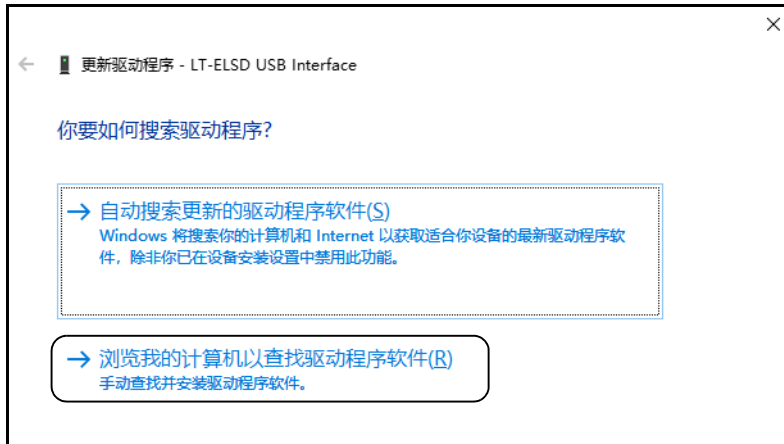 更新驱动程序 - LT-ELSD USB Interface
你要如何搜索驱动程序?
自动搜索更新的驱动程序软件(S)
Windows 将搜索你的计算机和 Internet 以获取适合你设备的最新驱动程序软
件，除非你已在设备安装设置中禁用此功能。
浏览我的计算机以查找驱动程序软件(R)
手动查找并安装驱动程序软件。